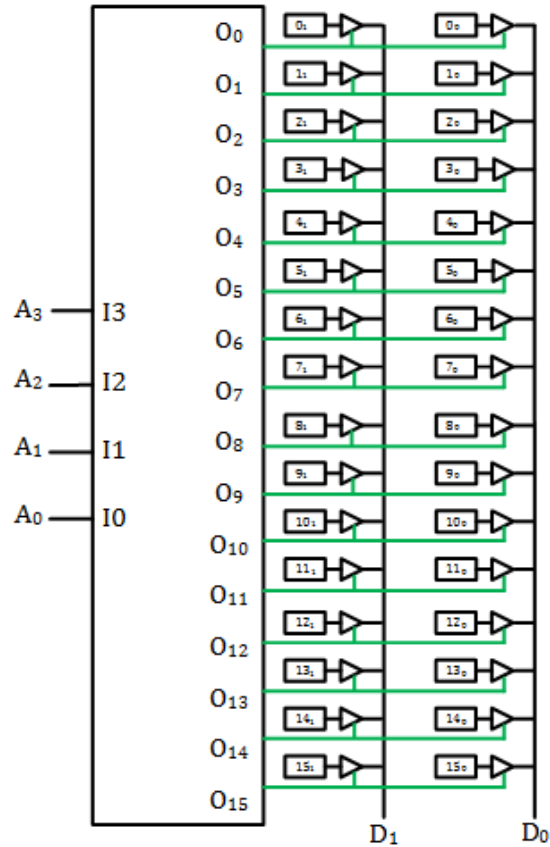 O₀ 0₁ 0₀
O₁ 1₁ 1₀
O₂ 2₁ 2₀
O₃ 3₁ 3₀
O₄ 4₁ 4₀
O₅ 5₁ 5₀
A₃ I3 O₆ 6₁ 6₀
A₂ I2 O₇ 7₁ 7₀
A₁ I1 O₈ 8₁ 8₀
O₉ 9₁ 9₀
A₀ I0 O₁₀ 10₁ 10₀
O₁₁ 11₁ 11₀
O₁₂ 12₁ 12₀
O₁₃ 13₁ 13₀
O₁₄ 14₁ 14₀
O₁₅ 15₁ 15₀
D₁ D₀